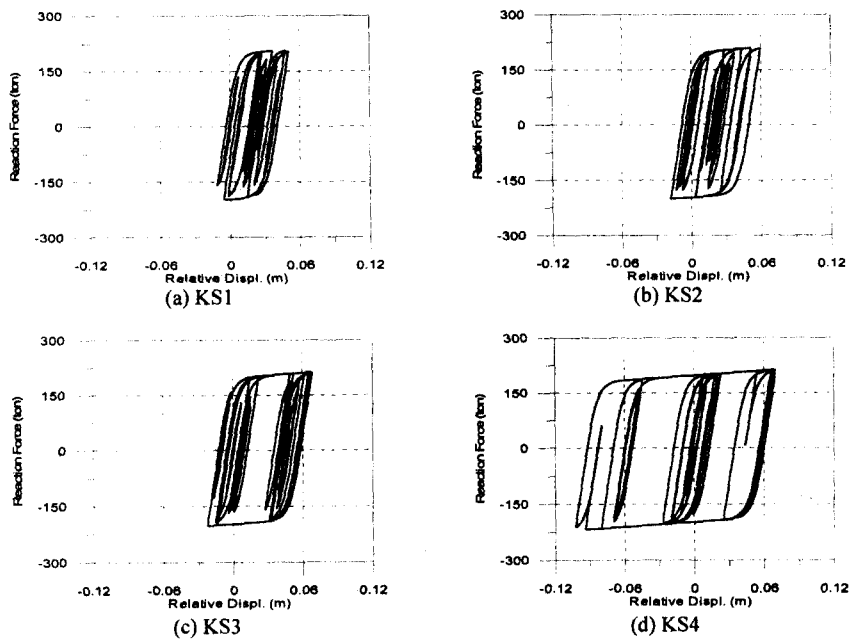 300
150
0
-150
-300
Reaction Force (ton)
-0.12 -0.06 0 0.06 0.12
Relative Displ. (m)
(a) KS1
300
150
0
-150
-300
Reaction Force (ton)
-0.12 -0.06 0 0.06 0.12
Relative Displ. (m)
(b) KS2
300
150
0
-150
-300
Reaction Force (ton)
-0.12 -0.06 0 0.06 0.12
Relative Displ. (m)
(c) KS3
300
150
0
-150
-300
Reaction Force (ton)
-0.12 -0.06 0 0.06 0.12
Relative Displ. (m)
(d) KS4